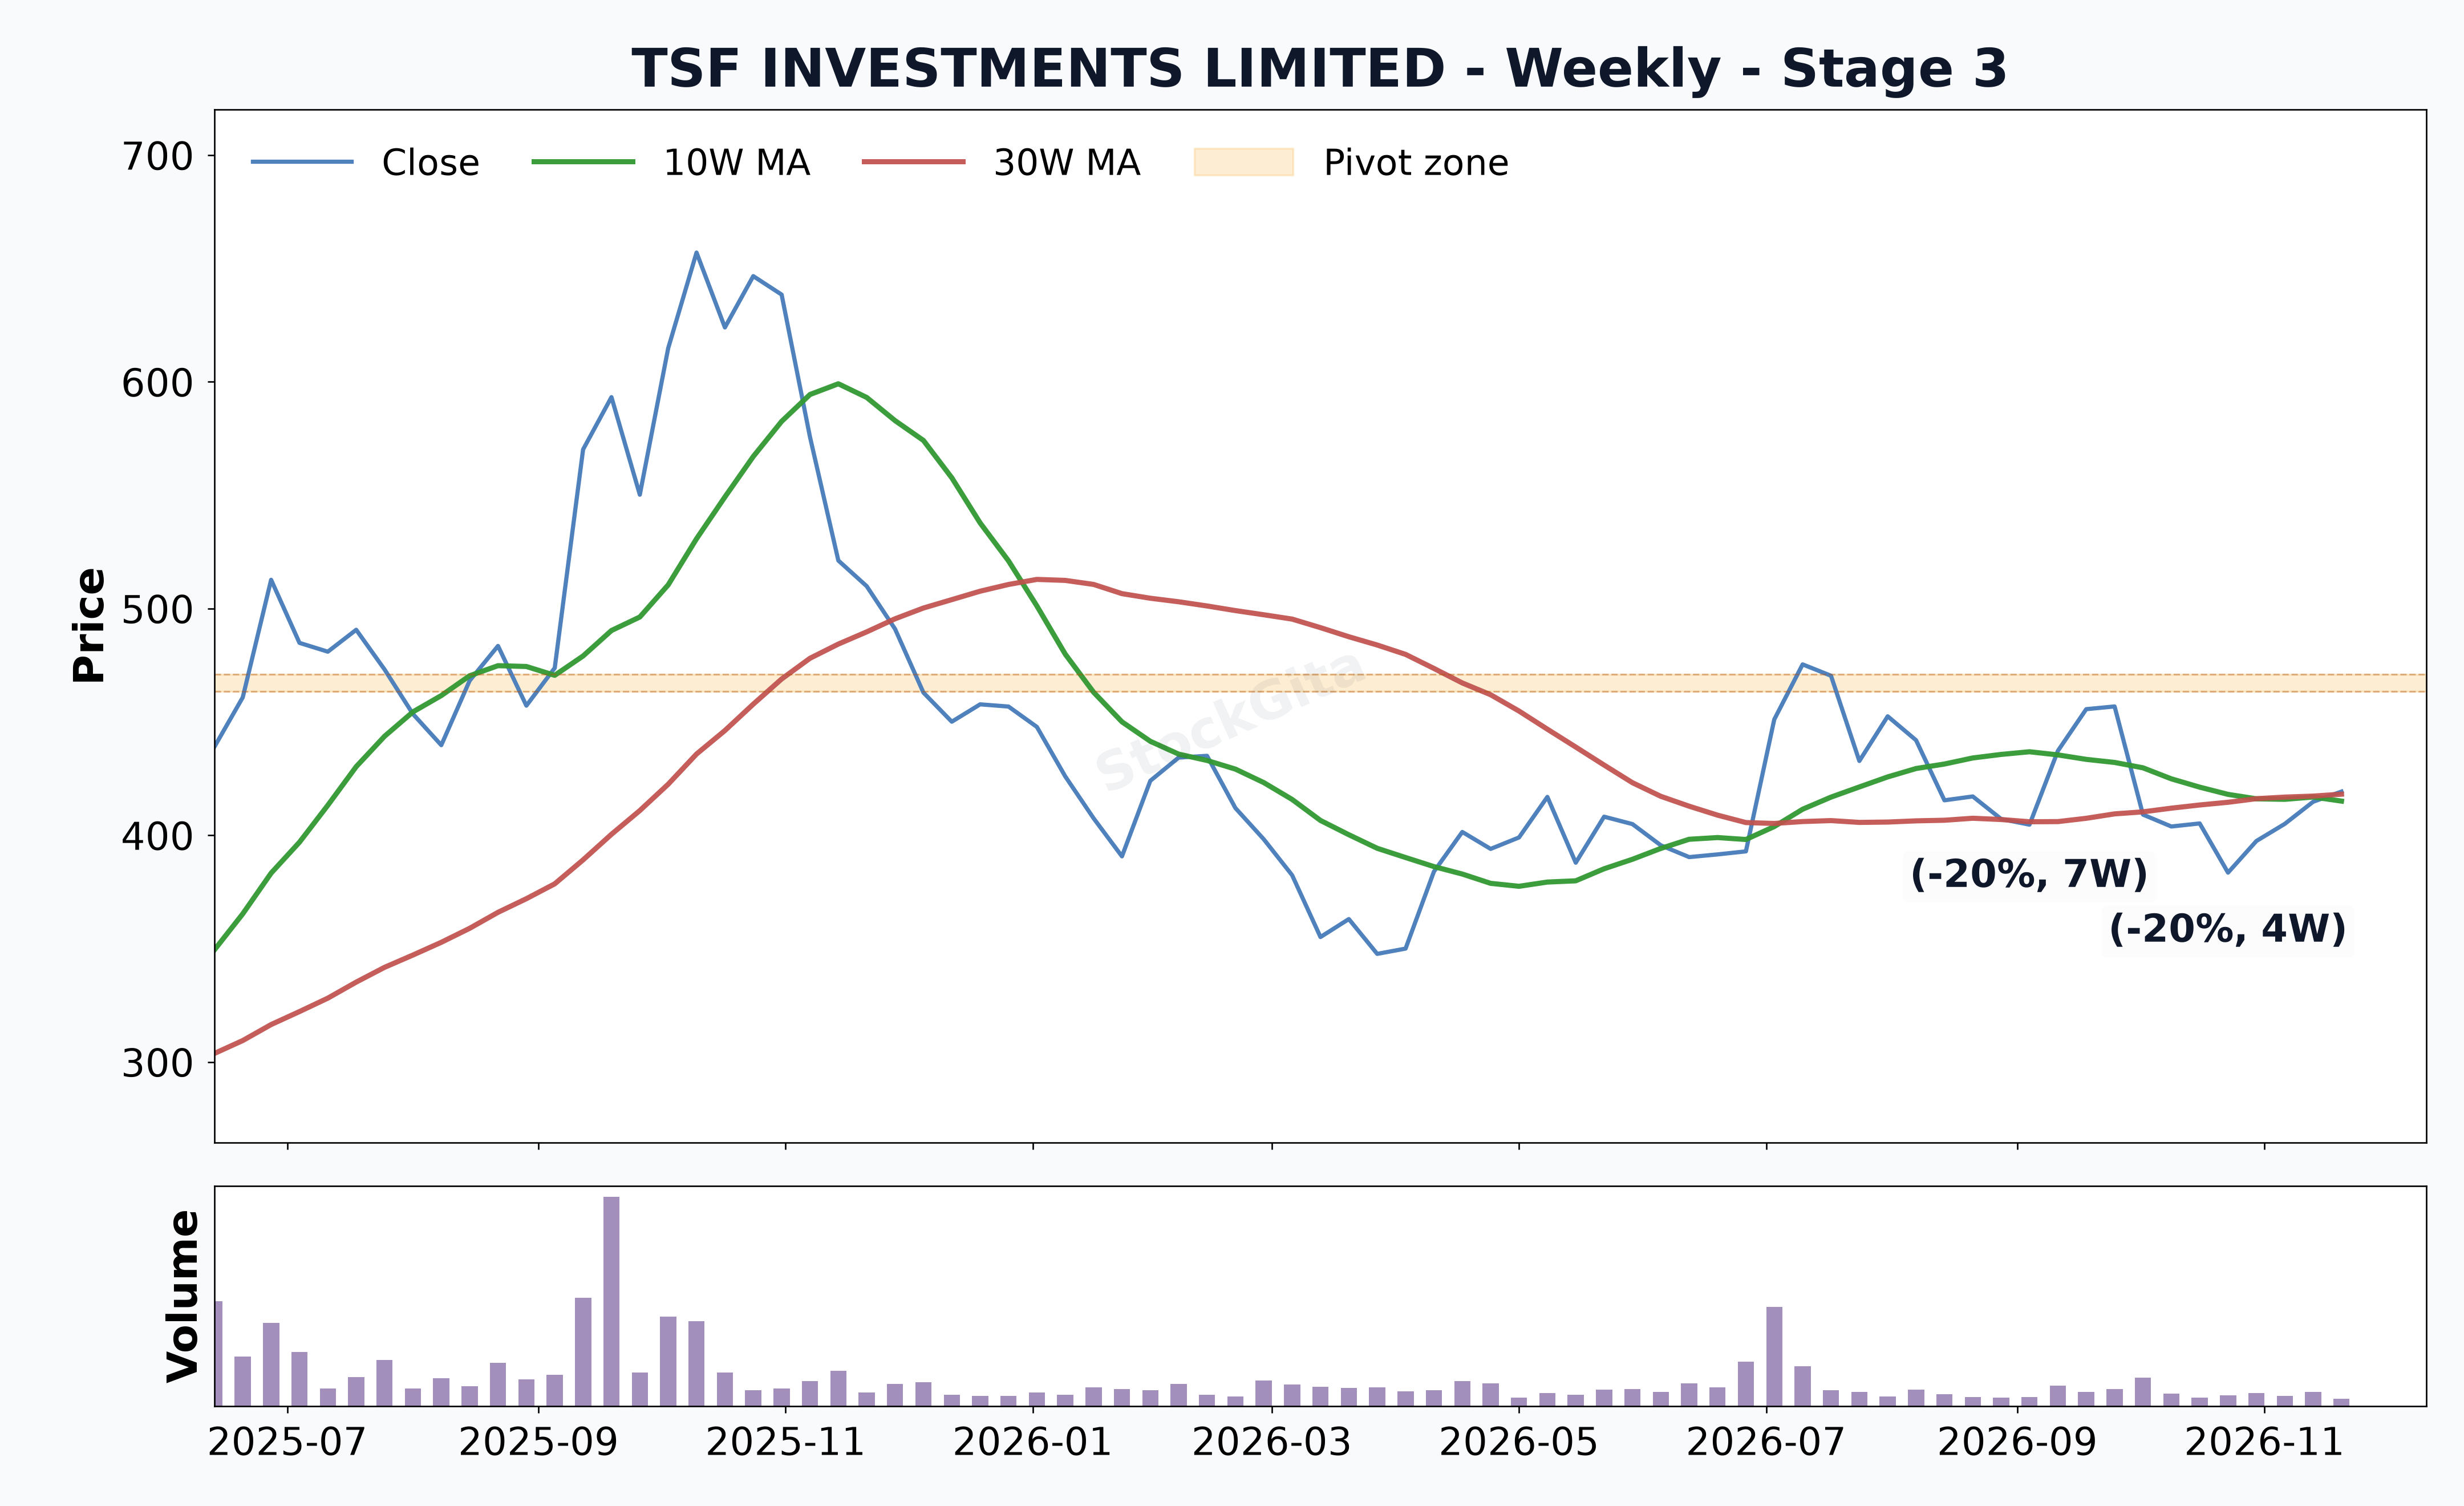 TSF INVESTMENTS LIMITED - Weekly - Stage 3
Close
10W MA
30W MA
Pivot zone
700
600
500
400
300
Price
StockGita
(-20%, 7W)
(-20%, 4W)
Volume
2025-07
2025-09
2025-11
2026-01
2026-03
2026-05
2026-07
2026-09
2026-11